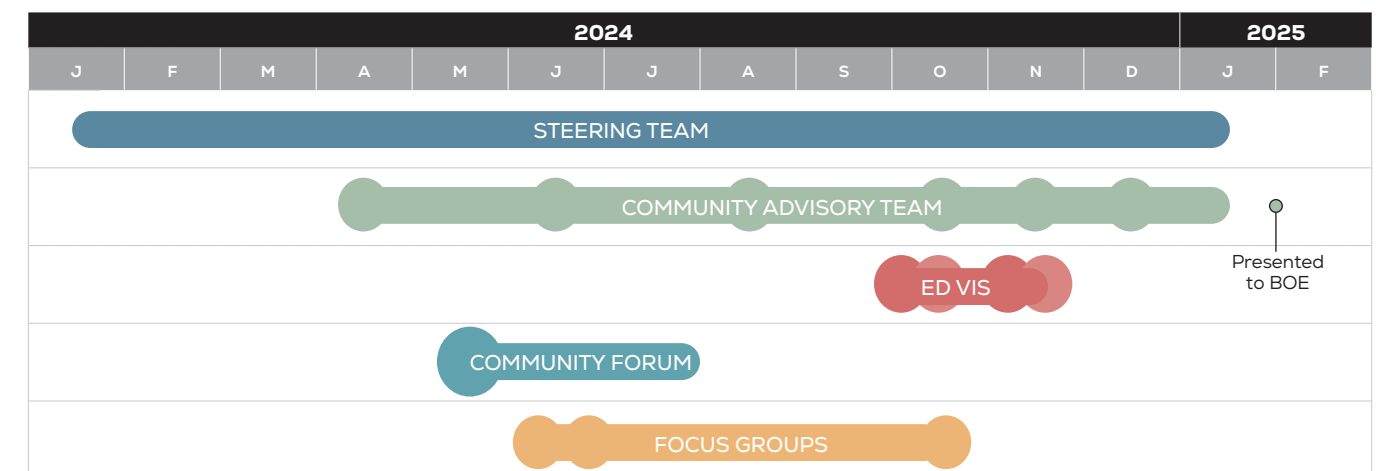 2024 2025
J F M A M J J A S O N D J F
STEERING TEAM
COMMUNITY ADVISORY TEAM
Presented
to BOE
ED VIS
COMMUNITY FORUM
FOCUS GROUPS